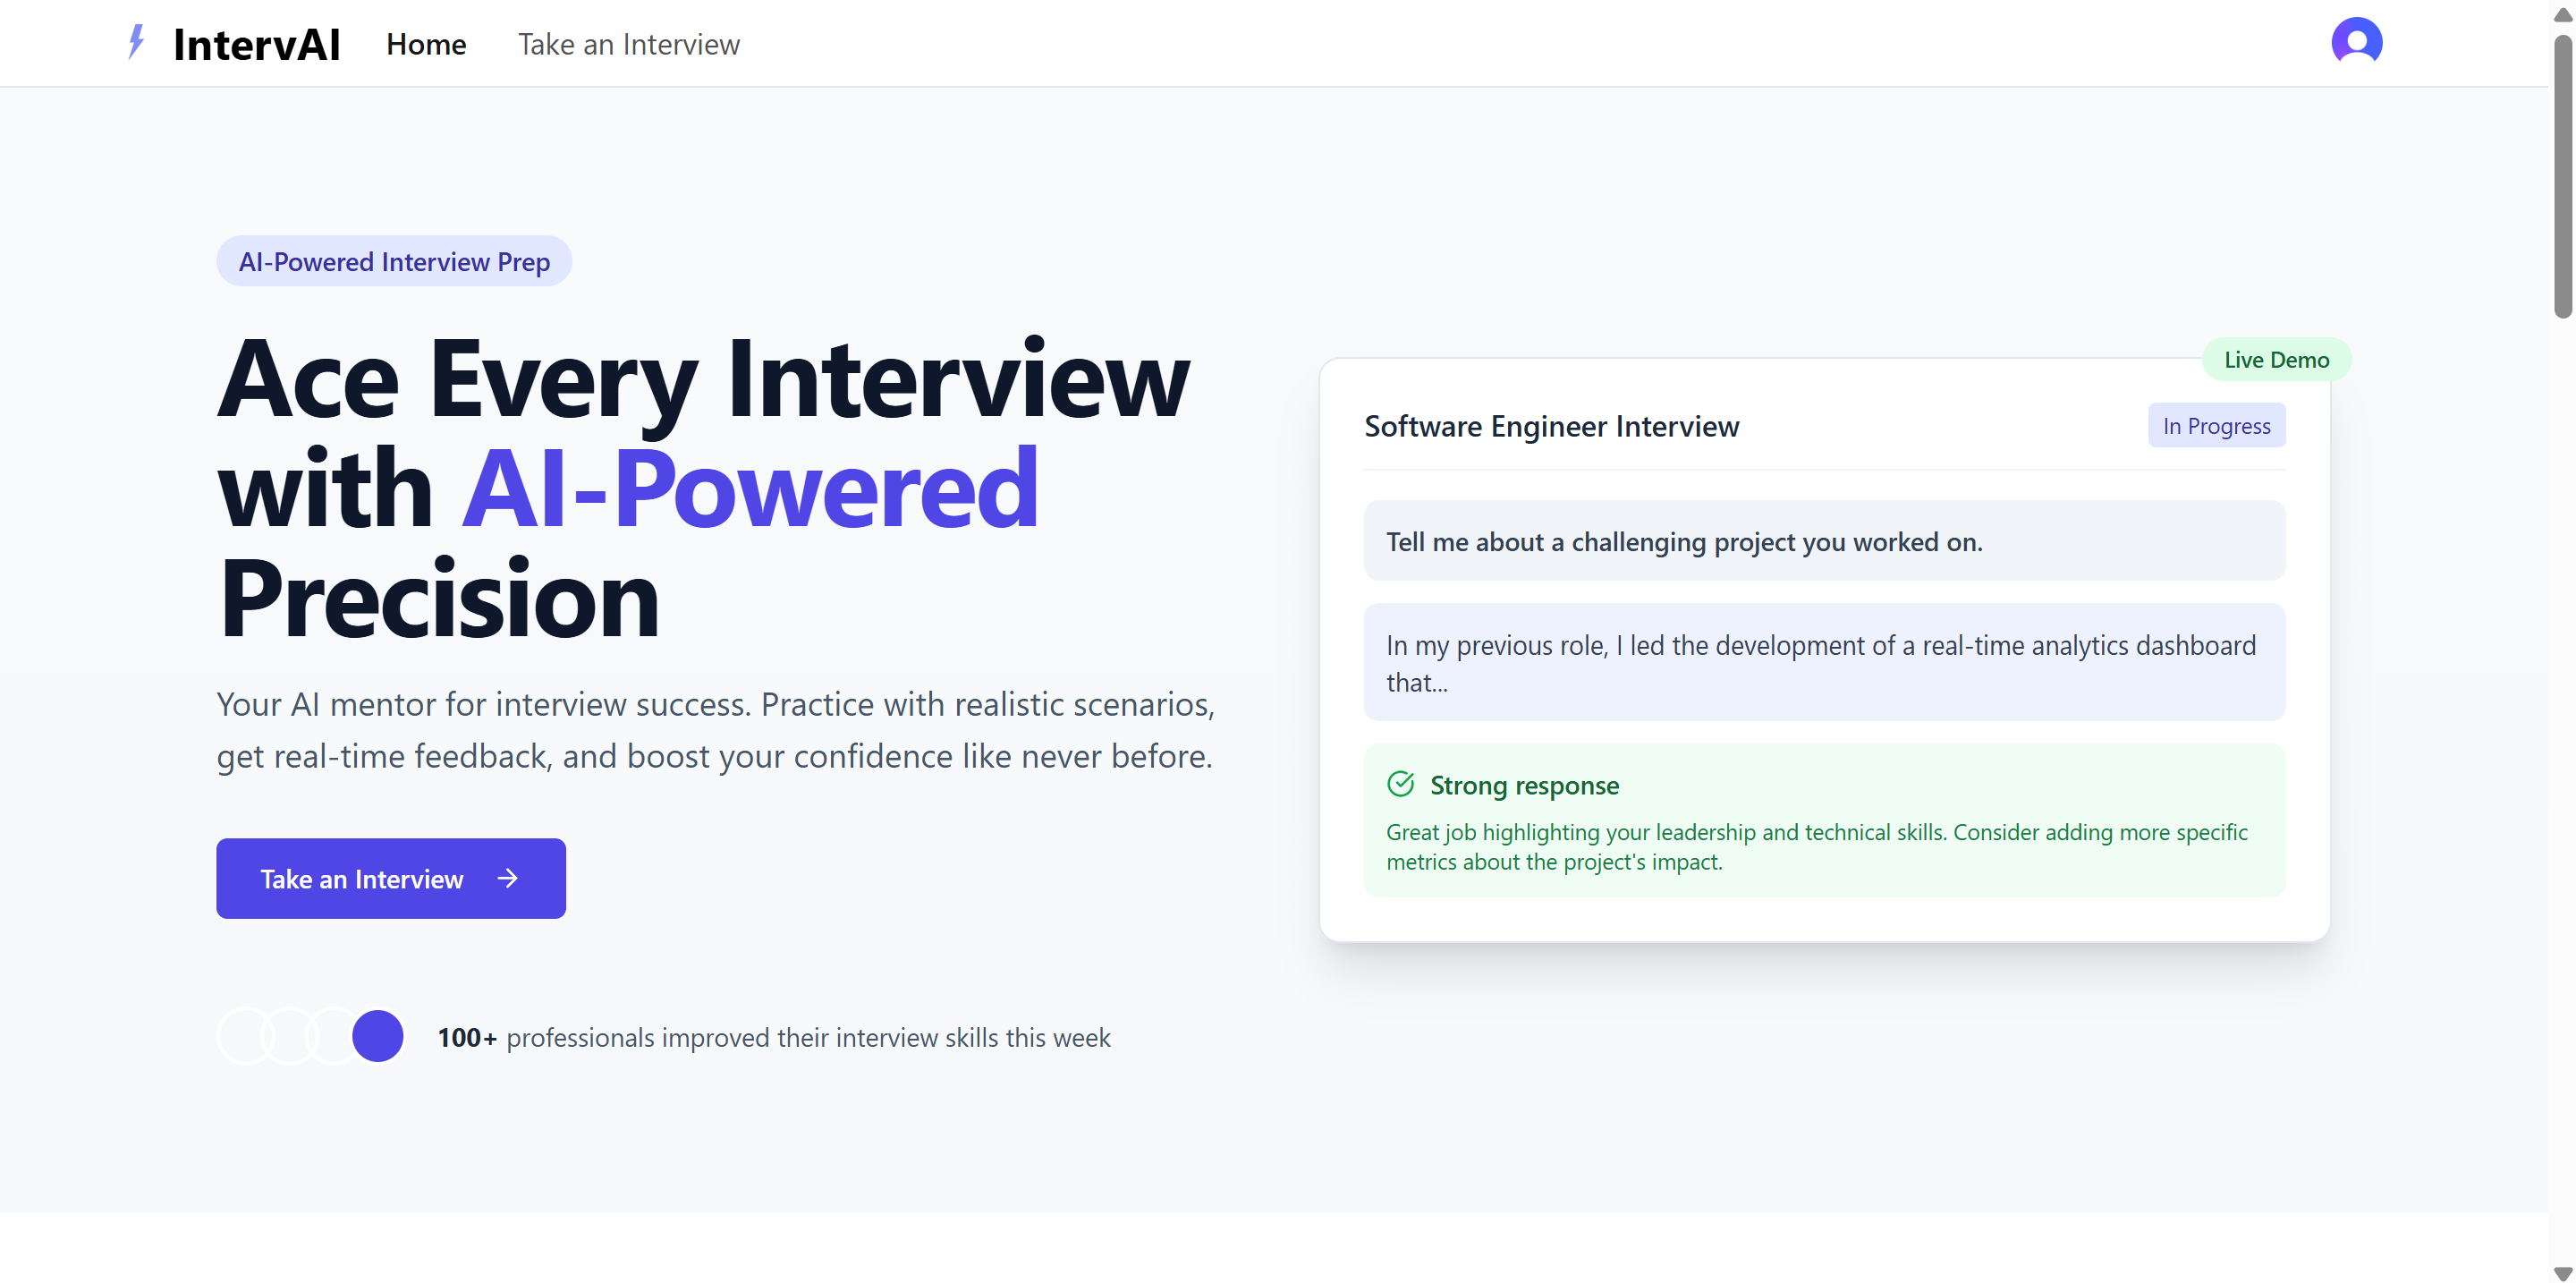 IntervAI
Home
Take an Interview
AI-Powered Interview Prep
Ace Every Interview
with AI-Powered
Precision
Your AI mentor for interview success. Practice with realistic scenarios,
get real-time feedback, and boost your confidence like never before.
Take an Interview
100+ professionals improved their interview skills this week
Live Demo
Software Engineer Interview
In Progress
Tell me about a challenging project you worked on.
In my previous role, I led the development of a real-time analytics dashboard
that...
Strong response
Great job highlighting your leadership and technical skills. Consider adding more specific
metrics about the project's impact.